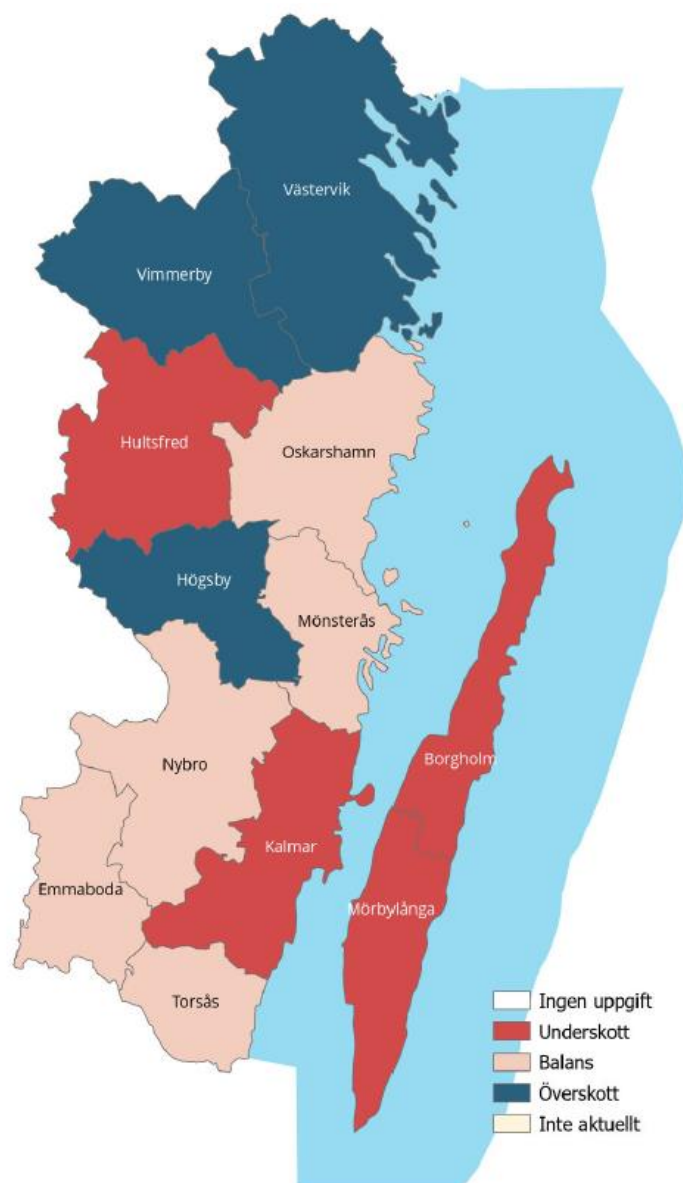 Västervik
Vimmerby
Hultsfred
Oskarshamn
Högsby
Mönsterås
Nybro
Borgholm
Kalmar
Emmaboda
Mörbylånga
Torsås
Ingen uppgift
Underskott
Balans
Överskott
Inte aktuellt